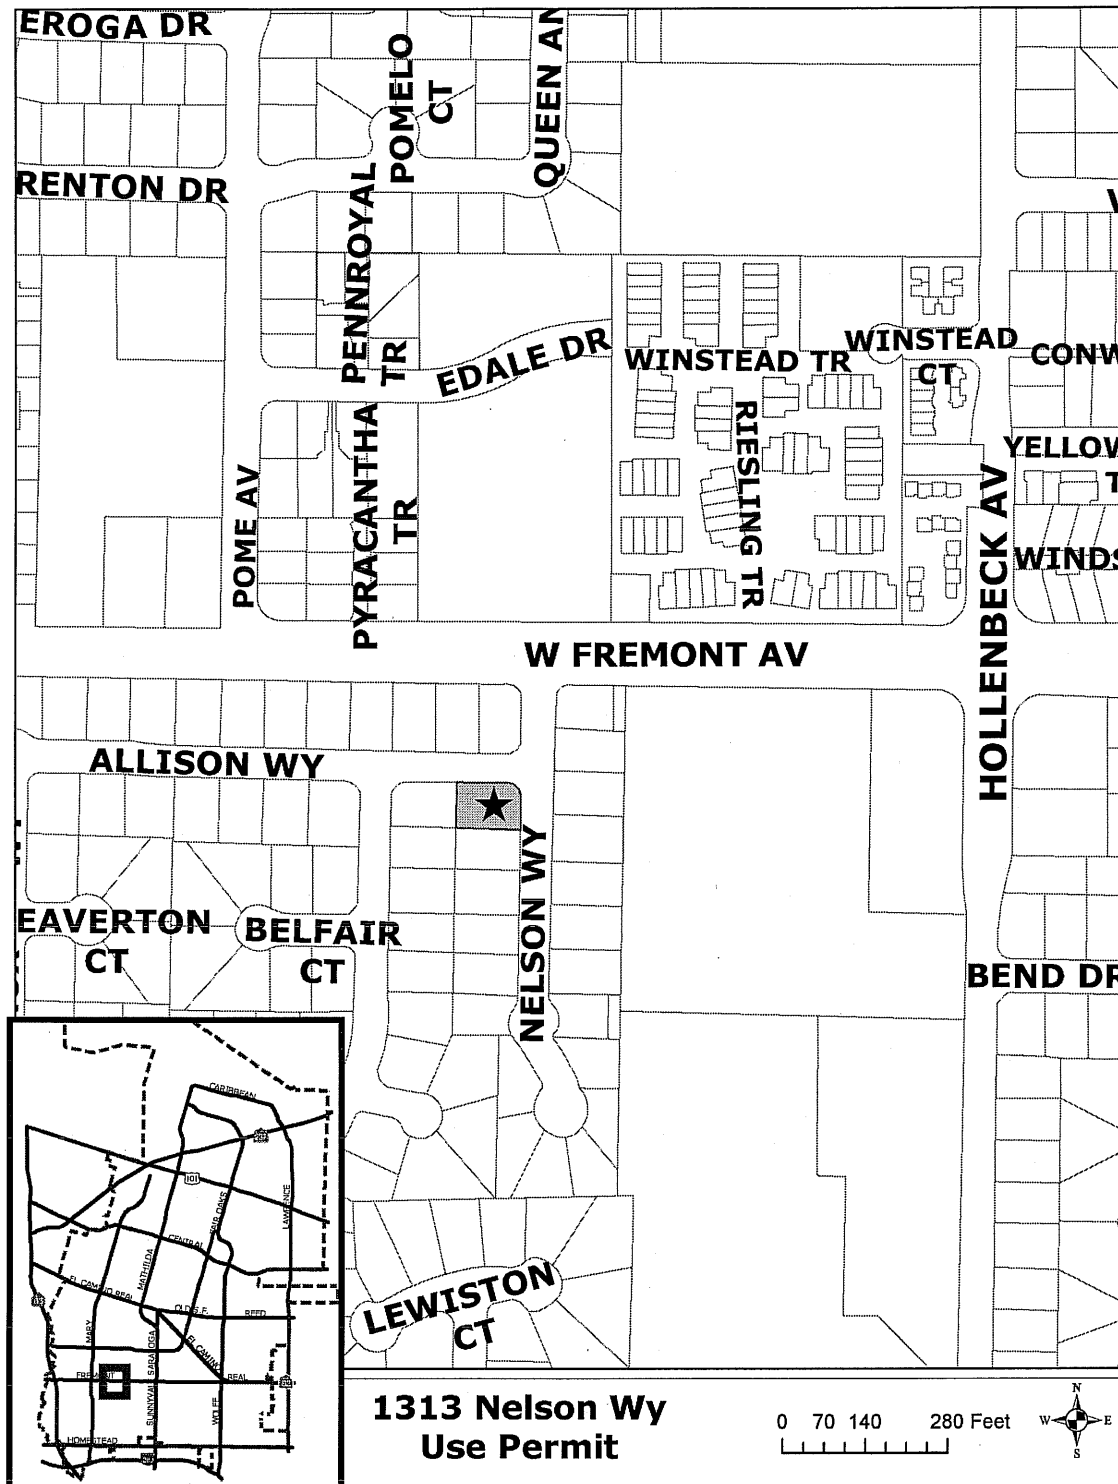 EROGA DR
POMELO
CT
QUEEN AN
RENTON DR
PENNROYAL
TR
EDALE DR
WINSTEAD TR
WINSTEAD
CT
CONW
PYRACANTHA
TR
POME AV
RIESLING TR
YELLOW
T
HOLLENBECK AV
WINDS
W FREMONT AV
ALLISON WY
NELSON WY
EAVERTON
CT
BELFAIR
CT
BEND DR
LEWISTON
CT
CARIBBEAN
101
FAIR OAKS
LAWRENCE
CENTRAL
MATHILDA
EL CAMINO REAL
OLD S.F.
REED
MARY
SARATOGA
EL CAMINO
REAL
FREMONT
SUNNYVALE
WOLFE
HOMESTEAD
1313 Nelson Wy
Use Permit
0 70 140 280 Feet
N
W E
S